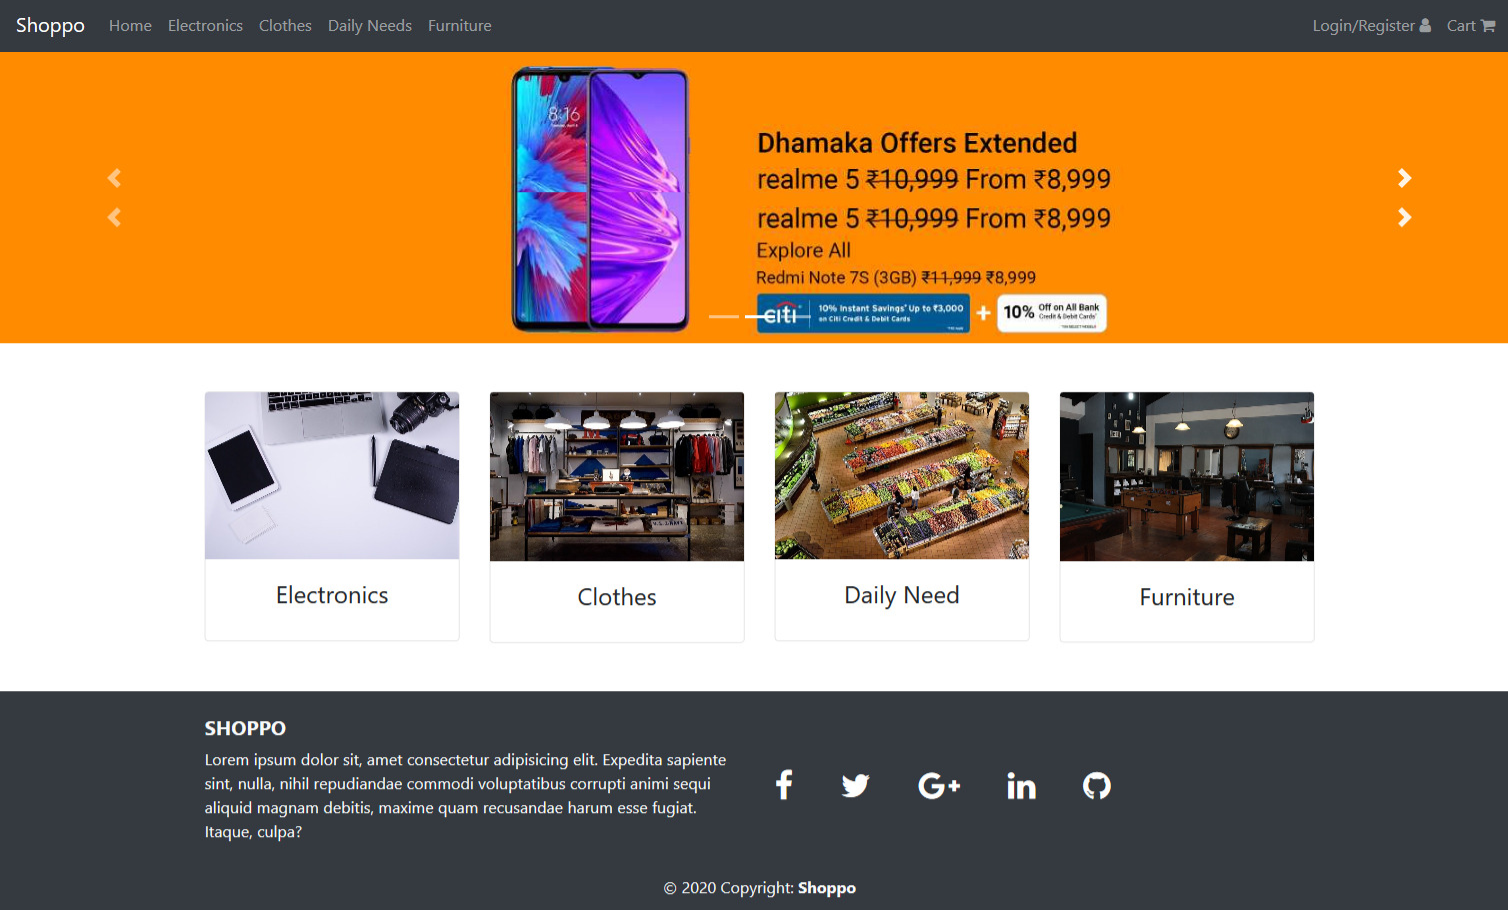 Shoppo Home Electronics Clothes Daily Needs Furniture Login/Register Cart
8:16
Dhamaka Offers Extended
realme 5 ₹10,999 From ₹8,999
realme 5 ₹10,999 From ₹8,999
Explore All
Redmi Note 7S (3GB) ₹11,999 ₹8,999
citi 10% Instant Savings* Up to ₹3,000
on Citi Credit & Debit Cards
+ 10% Off on All Bank
Credit & Debit Cards*
Electronics
Clothes
Daily Need
Furniture
SHOPPO
Lorem ipsum dolor sit, amet consectetur adipisicing elit. Expedita sapiente
sint, nulla, nihil repudiandae commodi voluptatibus corrupti animi sequi
aliquid magnam debitis, maxime quam recusandae harum esse fugiat.
Itaque, culpa?
© 2020 Copyright: Shoppo